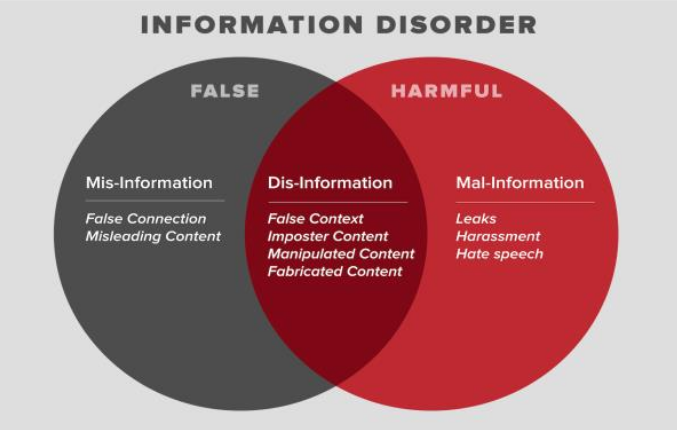 INFORMATION DISORDER
FALSE
HARMFUL
Mis-Information
False Connection
Misleading Content
Dis-Information
False Context
Imposter Content
Manipulated Content
Fabricated Content
Mal-Information
Leaks
Harassment
Hate speech